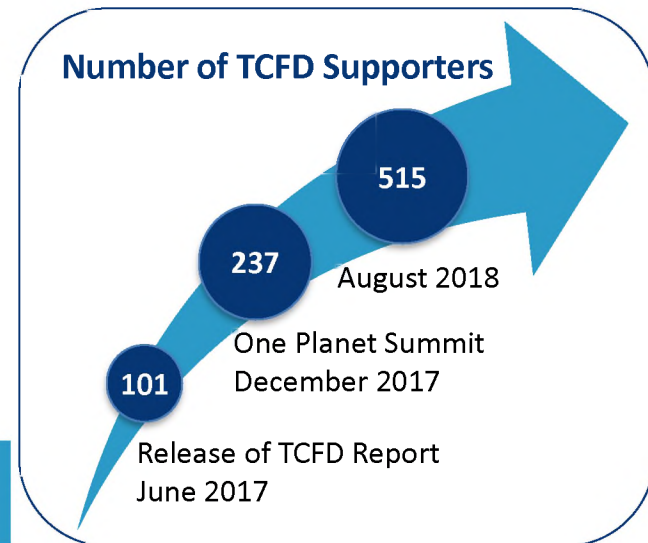 Number of TCFD Supporters
515
237
August 2018
One Planet Summit
December 2017
101
Release of TCFD Report
June 2017